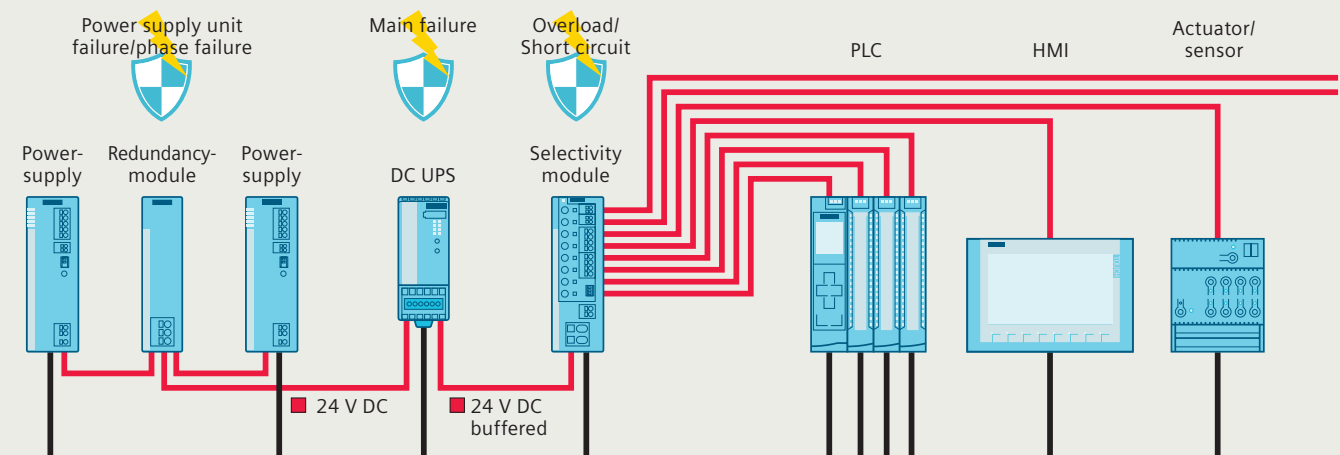 Power supply unit
failure/phase failure
Main failure
Overload/
Short circuit
PLC
HMI
Actuator/
sensor
Power-
supply
Redundancy-
module
Power-
supply
DC UPS
Selectivity
module
24 V DC
24 V DC
buffered